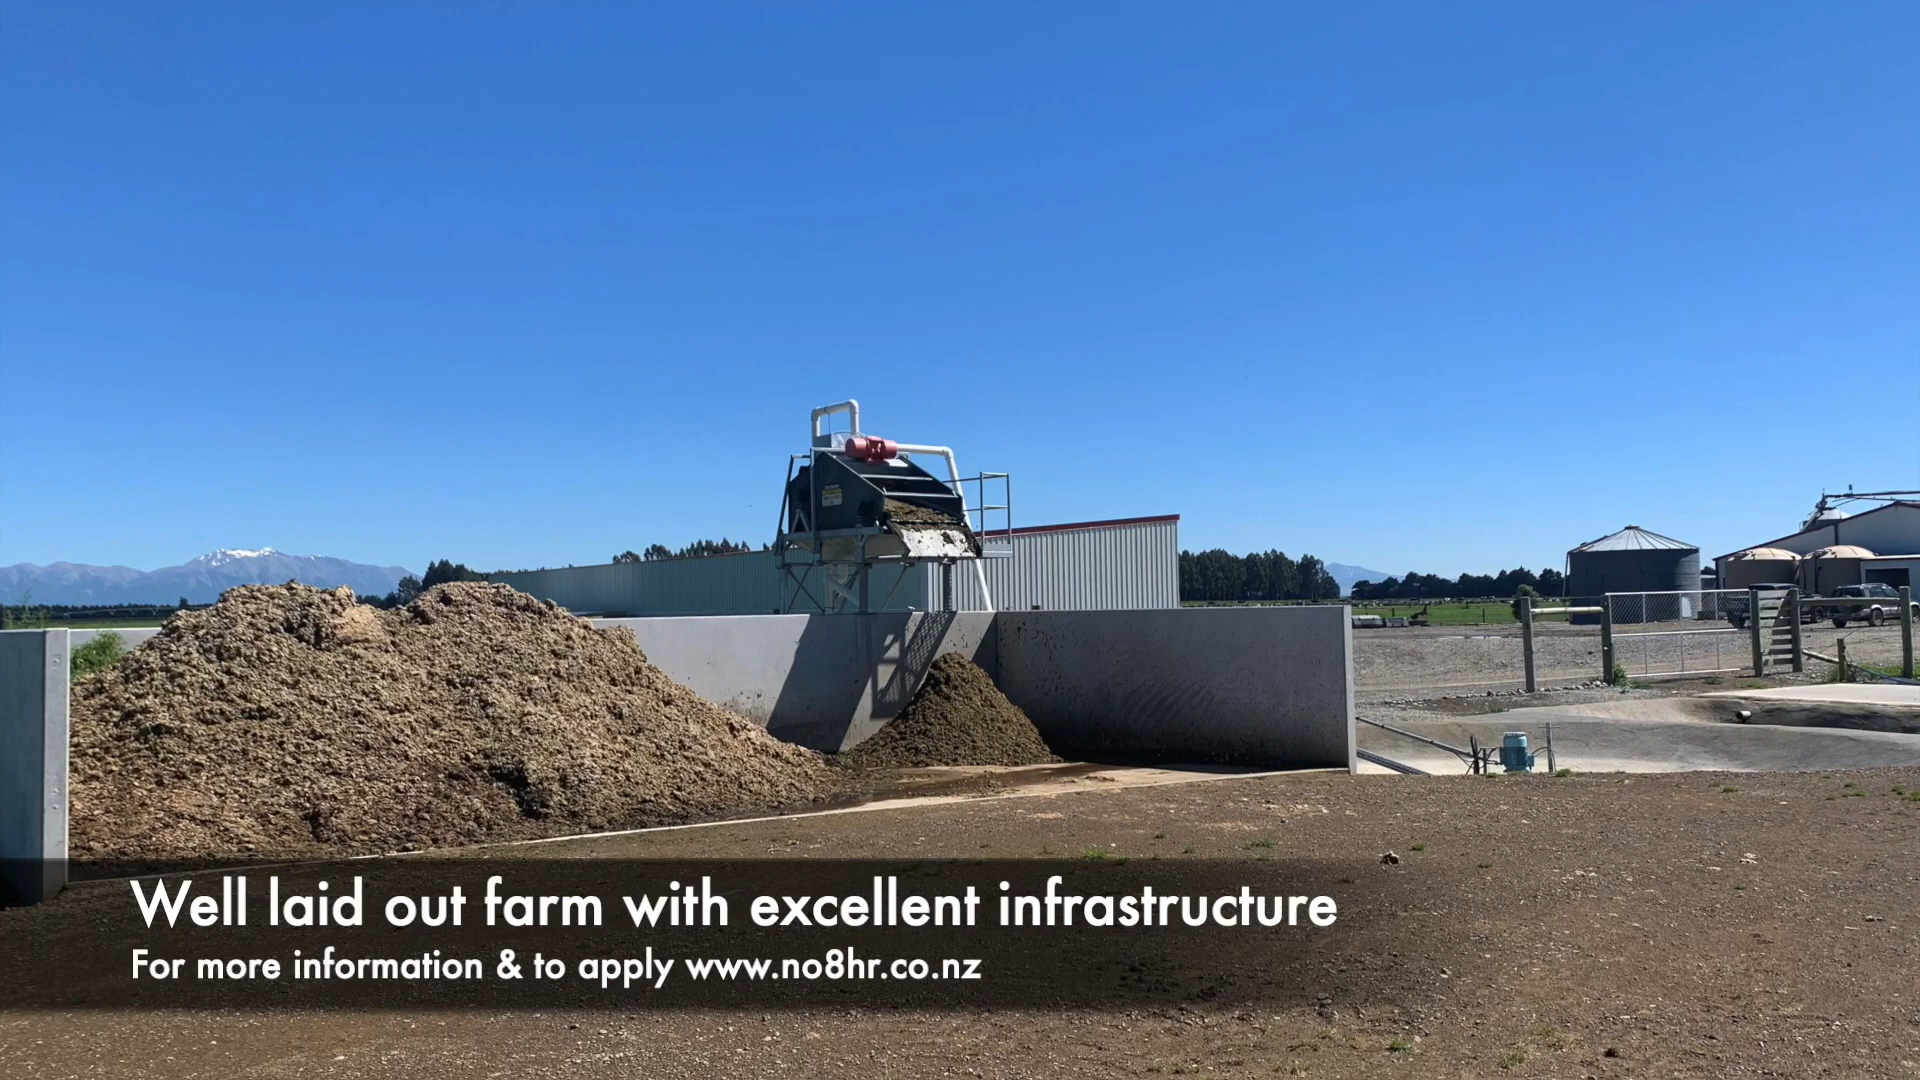 Well laid out farm with excellent infrastructure
For more information & to apply www.no8hr.co.nz